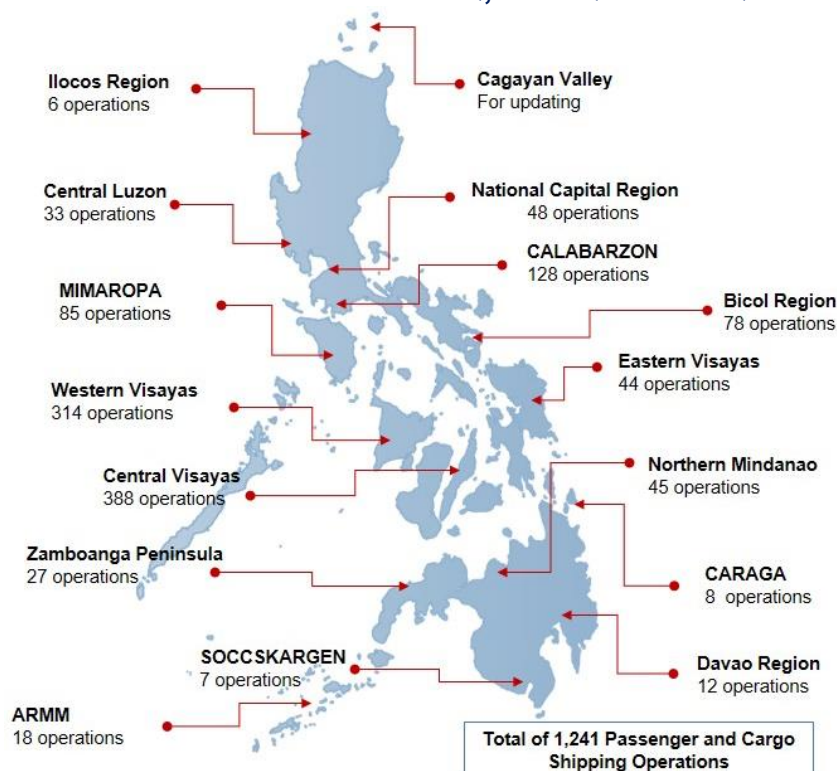 Ilocos Region
6 operations
Cagayan Valley
For updating
Central Luzon
33 operations
National Capital Region
48 operations
CALABARZON
128 operations
MIMAROPA
85 operations
Bicol Region
78 operations
Eastern Visayas
44 operations
Western Visayas
314 operations
Northern Mindanao
45 operations
Central Visayas
388 operations
Zamboanga Peninsula
27 operations
CARAGA
8 operations
SOCCSKARGEN
7 operations
Davao Region
12 operations
ARMM
18 operations
Total of 1,241 Passenger and Cargo
Shipping Operations